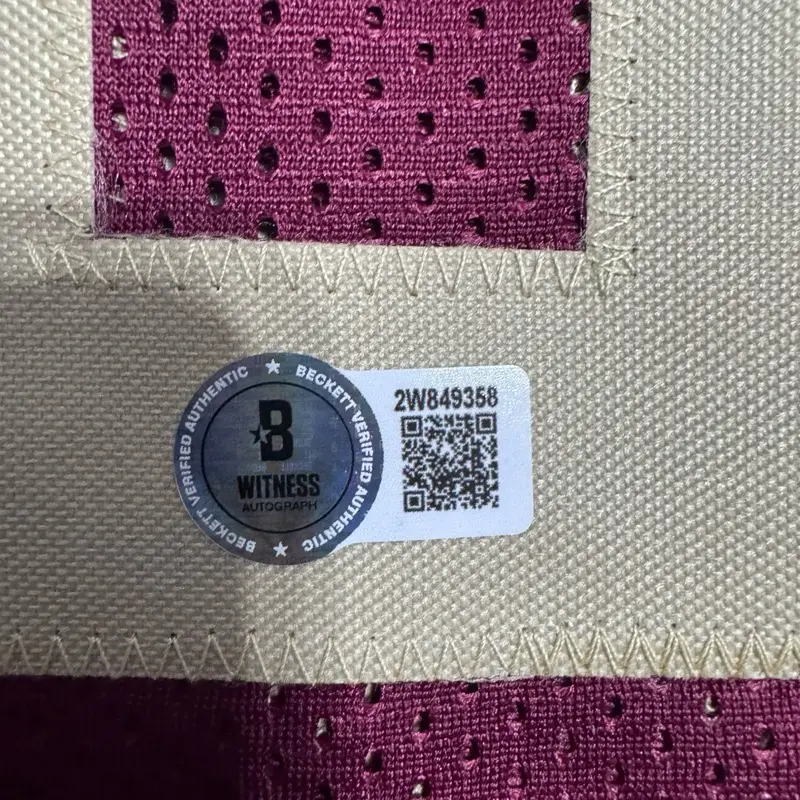 BECKETT VERIFIED AUTHENTIC ★ BECKETT VERIFIED AUTHENTIC ★
B
WITNESS
AUTOGRAPH
2W849358